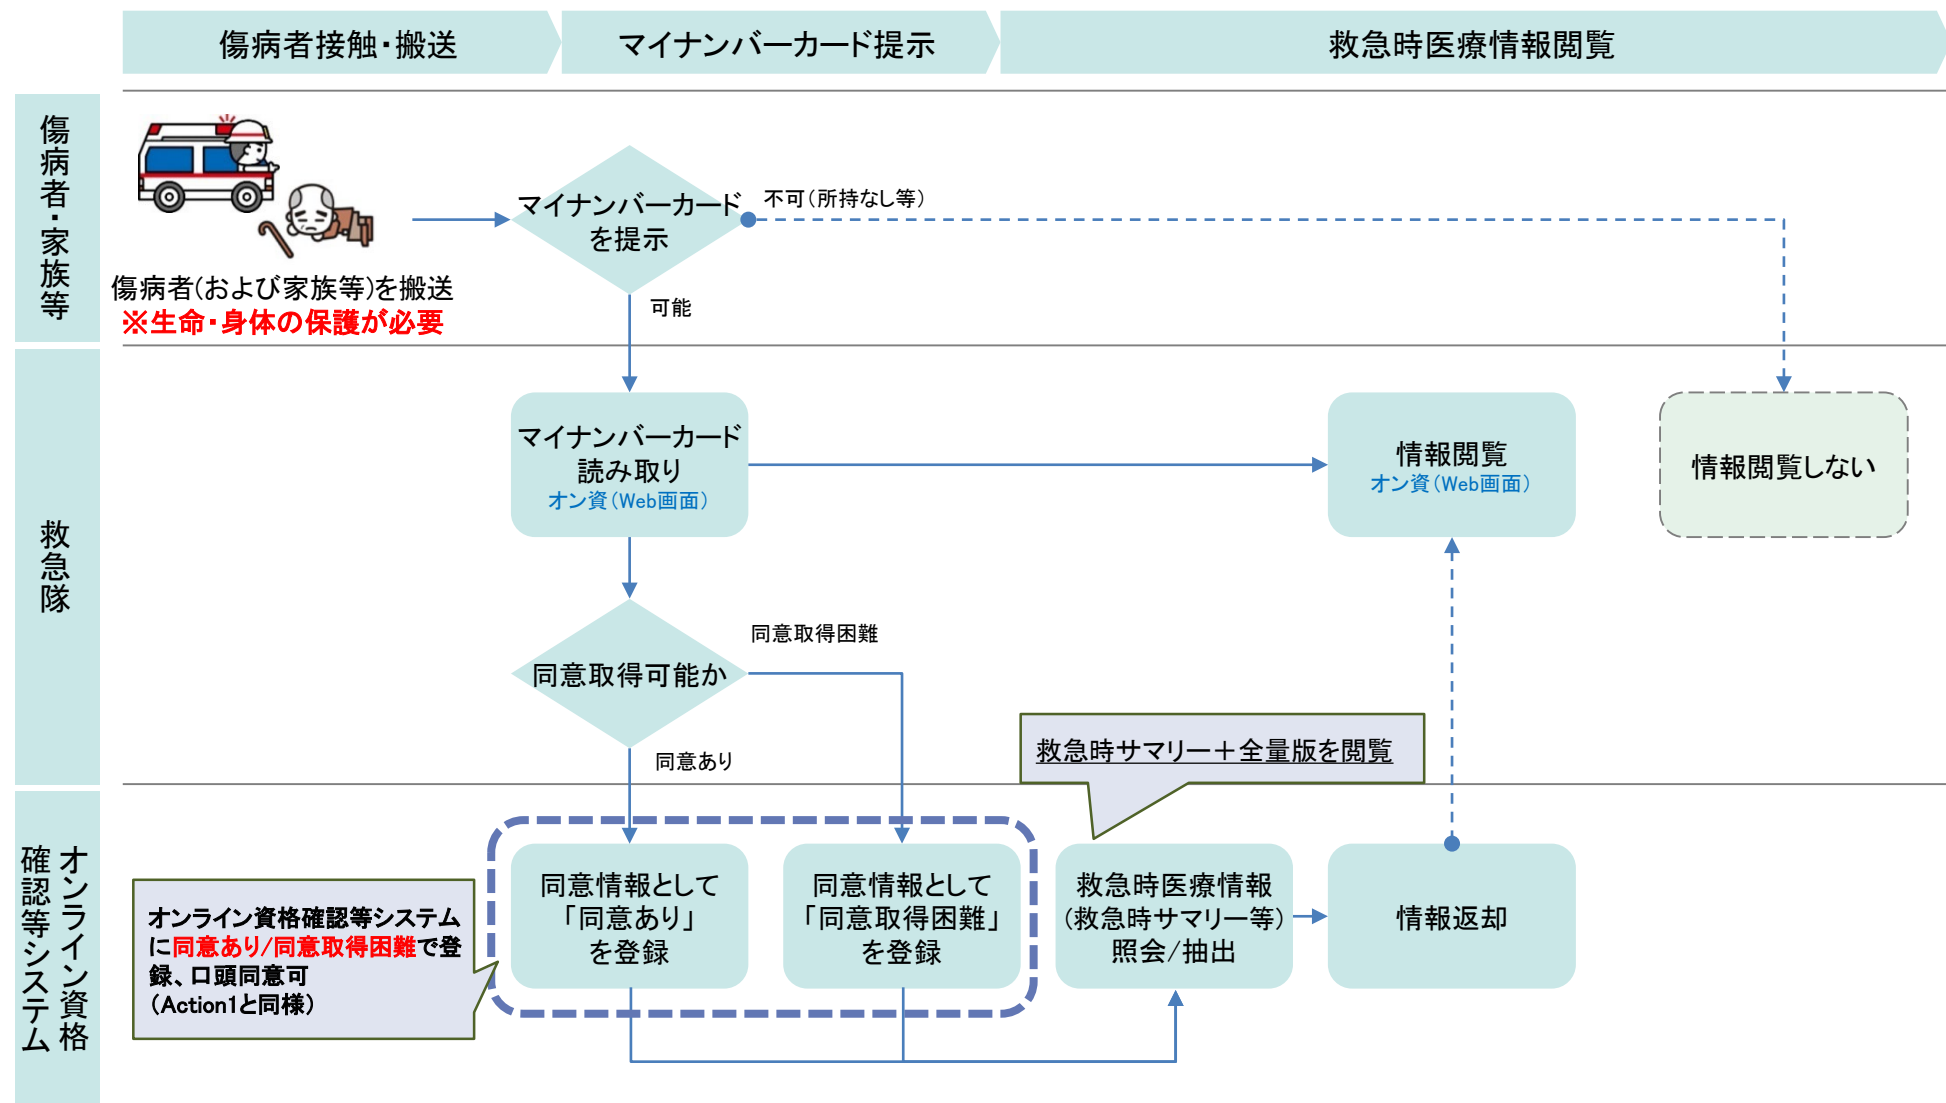 傷病者接触・搬送
マイナンバーカード提示
救急時医療情報閲覧
傷病者・家族等
傷病者(および家族等)を搬送
※生命・身体の保護が必要
マイナンバーカード
を提示
不可(所持なし等)
可能
救急隊
マイナンバーカード
読み取り
オン資(Web画面)
情報閲覧
オン資(Web画面)
情報閲覧しない
同意取得可能か
同意取得困難
同意あり
救急時サマリー+全量版を閲覧
オンライン資格
確認等システム
オンライン資格確認等システム
に同意あり/同意取得困難で登
録、口頭同意可
(Action1と同様)
同意情報として
「同意あり」
を登録
同意情報として
「同意取得困難」
を登録
救急時医療情報
(救急時サマリー等)
照会/抽出
情報返却